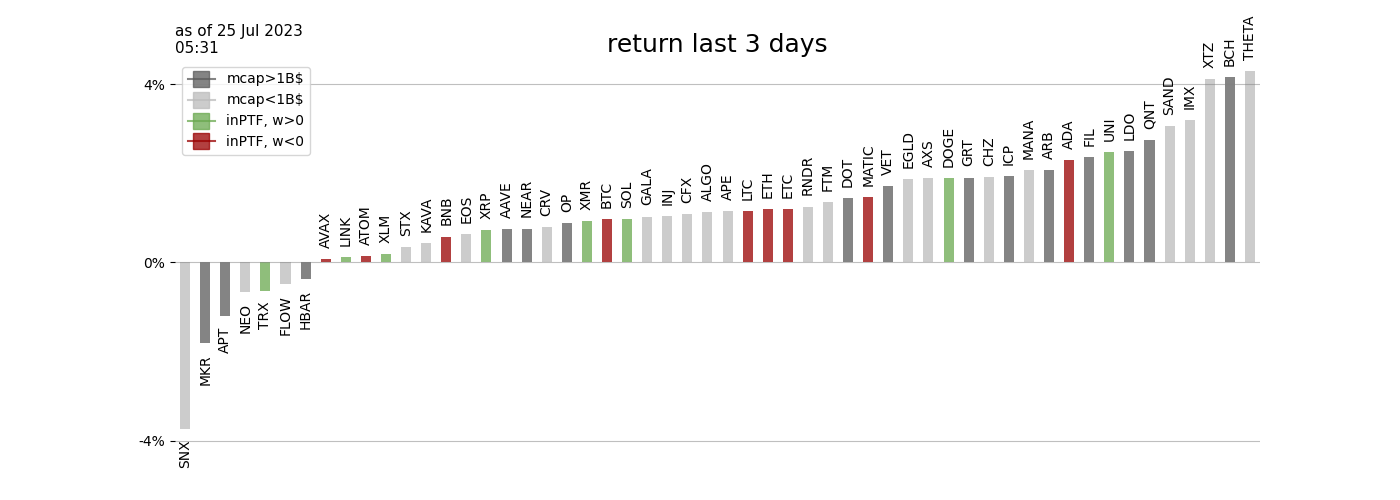 as of 25 Jul 2023
05:31
return last 3 days
mcap>1B$
mcap<1B$
inPTF, w>0
inPTF, w<0
4%
0%
-4%
SNX
MKR
APT
NEO
TRX
FLOW
HBAR
AVAX
LINK
ATOM
XLM
STX
KAVA
BNB
EOS
XRP
AAVE
NEAR
CRV
OP
XMR
BTC
SOL
GALA
INJ
CFX
ALGO
APE
LTC
ETH
ETC
RNDR
FTM
DOT
MATIC
VET
EGLD
AXS
DOGE
GRT
CHZ
ICP
MANA
ARB
ADA
FIL
UNI
LDO
QNT
SAND
IMX
XTZ
BCH
THETA